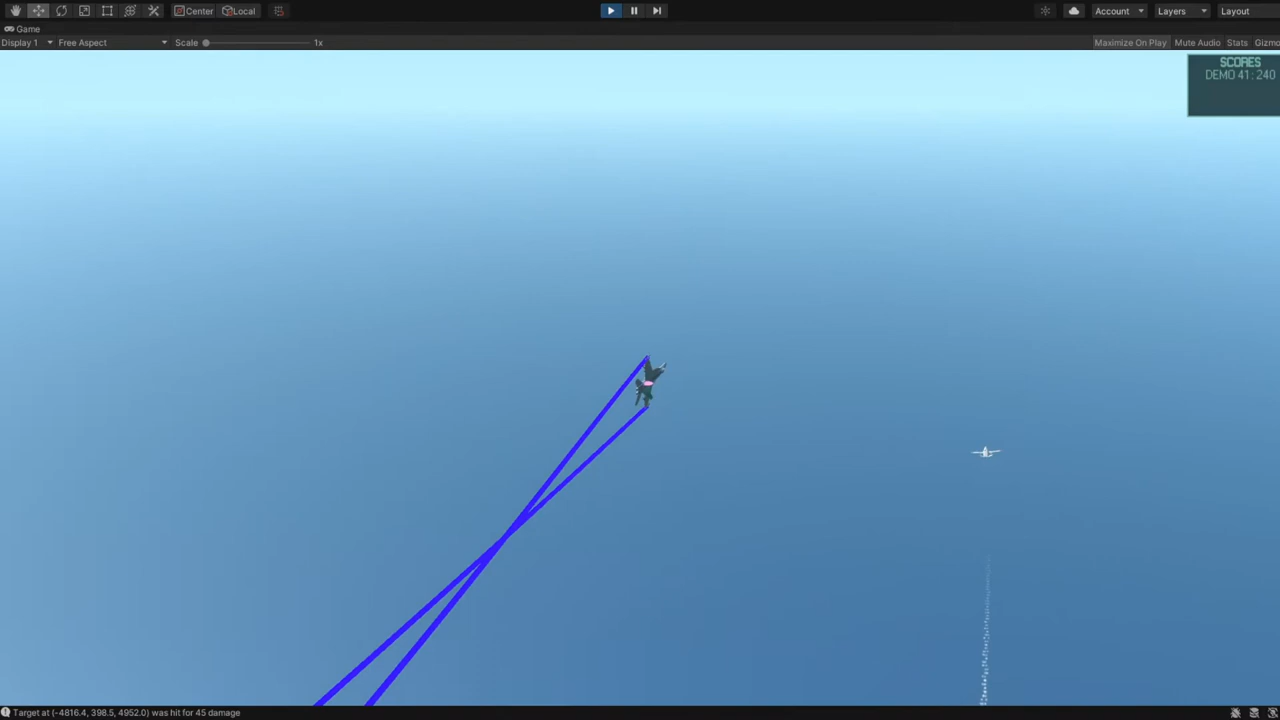 Center Local Account Layers Layout
Game
Display 1 Free Aspect Scale 1x Maximize On Play Mute Audio Stats Gizmo
SCORES
DEMO 41: 240
Target at (-4816.4, 398.5, 4952.0) was hit for 45 damage